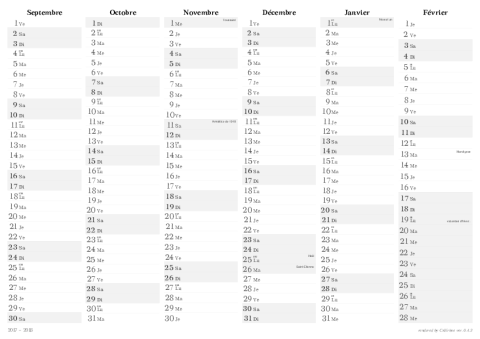 Septembre
1 Ve
2 Sa
3 Di
4 Lu
5 Ma
6 Me
7 Je
8 Ve
9 Sa
10 Di
11 Lu
12 Ma
13 Me
14 Je
15 Ve
16 Sa
17 Di
18 Lu
19 Ma
20 Me
21 Je
22 Ve
23 Sa
24 Di
25 Lu
26 Ma
27 Me
28 Je
29 Ve
30 Sa
Octobre
1 Di
2 Lu
3 Ma
4 Me
5 Je
6 Ve
7 Sa
8 Di
9 Lu
10 Ma
11 Me
12 Je
13 Ve
14 Sa
15 Di
16 Lu
17 Ma
18 Me
19 Je
20 Ve
21 Sa
22 Di
23 Lu
24 Ma
25 Me
26 Je
27 Ve
28 Sa
29 Di
30 Lu
31 Ma
Novembre
1 Me Toussaint
2 Je
3 Ve
4 Sa
5 Di
6 Lu
7 Ma
8 Me
9 Je
10 Ve
11 Sa Armistice de 1918
12 Di
13 Lu
14 Ma
15 Me
16 Je
17 Ve
18 Sa
19 Di
20 Lu
21 Ma
22 Me
23 Je
24 Ve
25 Sa
26 Di
27 Lu
28 Ma
29 Me
30 Je
Décembre
1 Ve
2 Sa
3 Di
4 Lu
5 Ma
6 Me
7 Je
8 Ve
9 Sa
10 Di
11 Lu
12 Ma
13 Me
14 Je
15 Ve
16 Sa
17 Di
18 Lu
19 Ma
20 Me
21 Je
22 Ve
23 Sa
24 Di
25 Lu Noël
26 Ma Saint Étienne
27 Me
28 Je
29 Ve
30 Sa
31 Di
Janvier
1 Lu Nouvel an
2 Ma
3 Me
4 Je
5 Ve
6 Sa
7 Di
8 Lu
9 Ma
10 Me
11 Je
12 Ve
13 Sa
14 Di
15 Lu
16 Ma
17 Me
18 Je
19 Ve
20 Sa
21 Di
22 Lu
23 Ma
24 Me
25 Je
26 Ve
27 Sa
28 Di
29 Lu
30 Ma
31 Me
Février
1 Je
2 Ve
3 Sa
4 Di
5 Lu
6 Ma
7 Me
8 Je
9 Ve
10 Sa
11 Di
12 Lu
13 Ma Mardi gras
14 Me
15 Je
16 Ve
17 Sa
18 Di
19 Lu vacances d'hiver
20 Ma
21 Me
22 Je
23 Ve
24 Sa
25 Di
26 Lu
27 Ma
28 Me
2017 – 2018